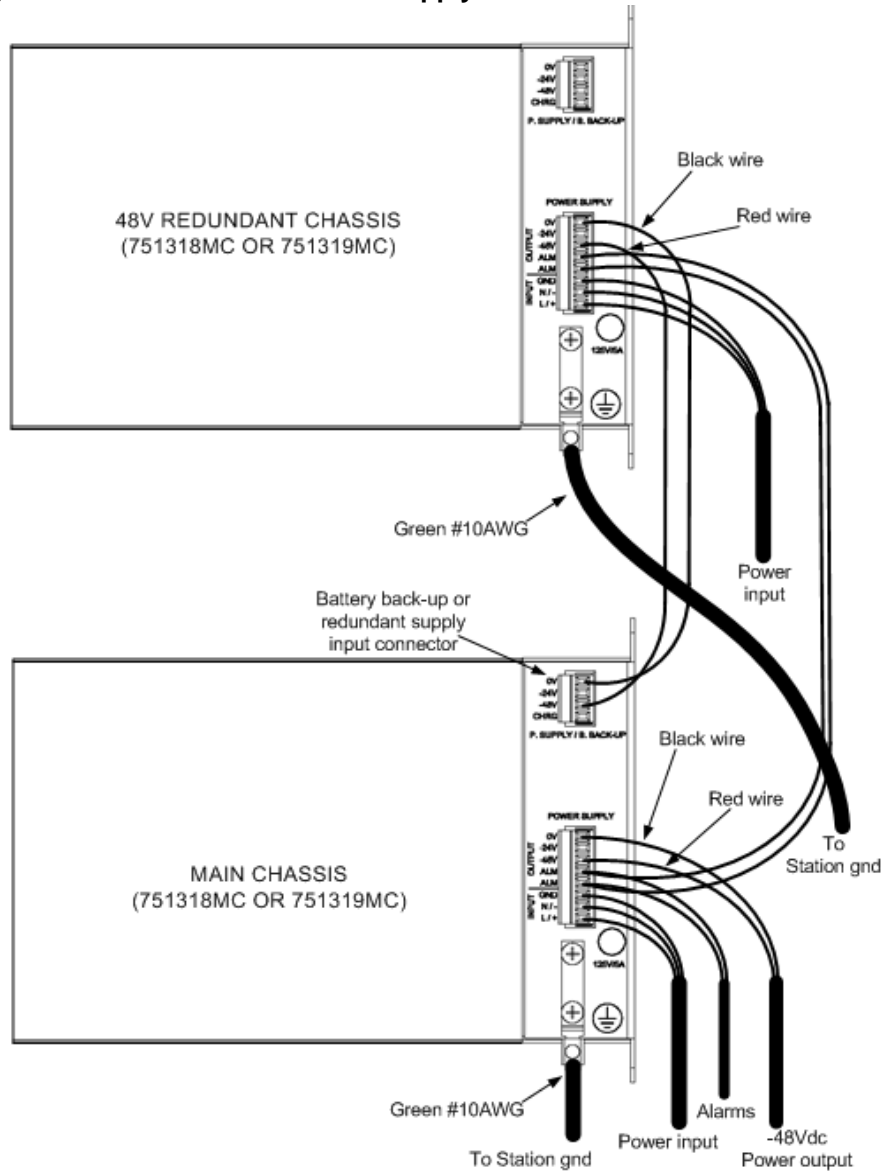 0V
-24V
-48V
CHRG
P. SUPPLY / B. BACK-UP
Black wire
48V REDUNDANT CHASSIS
(751318MC OR 751319MC)
POWER SUPPLY
Red wire
OUTPUT
0V
-24V
-48V
ALM
ALM
INPUT
GND
N / -
L / +
125V/5A
Green #10AWG
Power
input
Battery back-up or
redundant supply
input connector
0V
-24V
-48V
CHRG
P. SUPPLY / B. BACK-UP
Black wire
Red wire
POWER SUPPLY
To
Station gnd
MAIN CHASSIS
(751318MC OR 751319MC)
OUTPUT
0V
-24V
-48V
ALM
ALM
INPUT
GND
N / -
L / +
125V/5A
Green #10AWG
To Station gnd
Power input
Alarms
-48Vdc
Power output